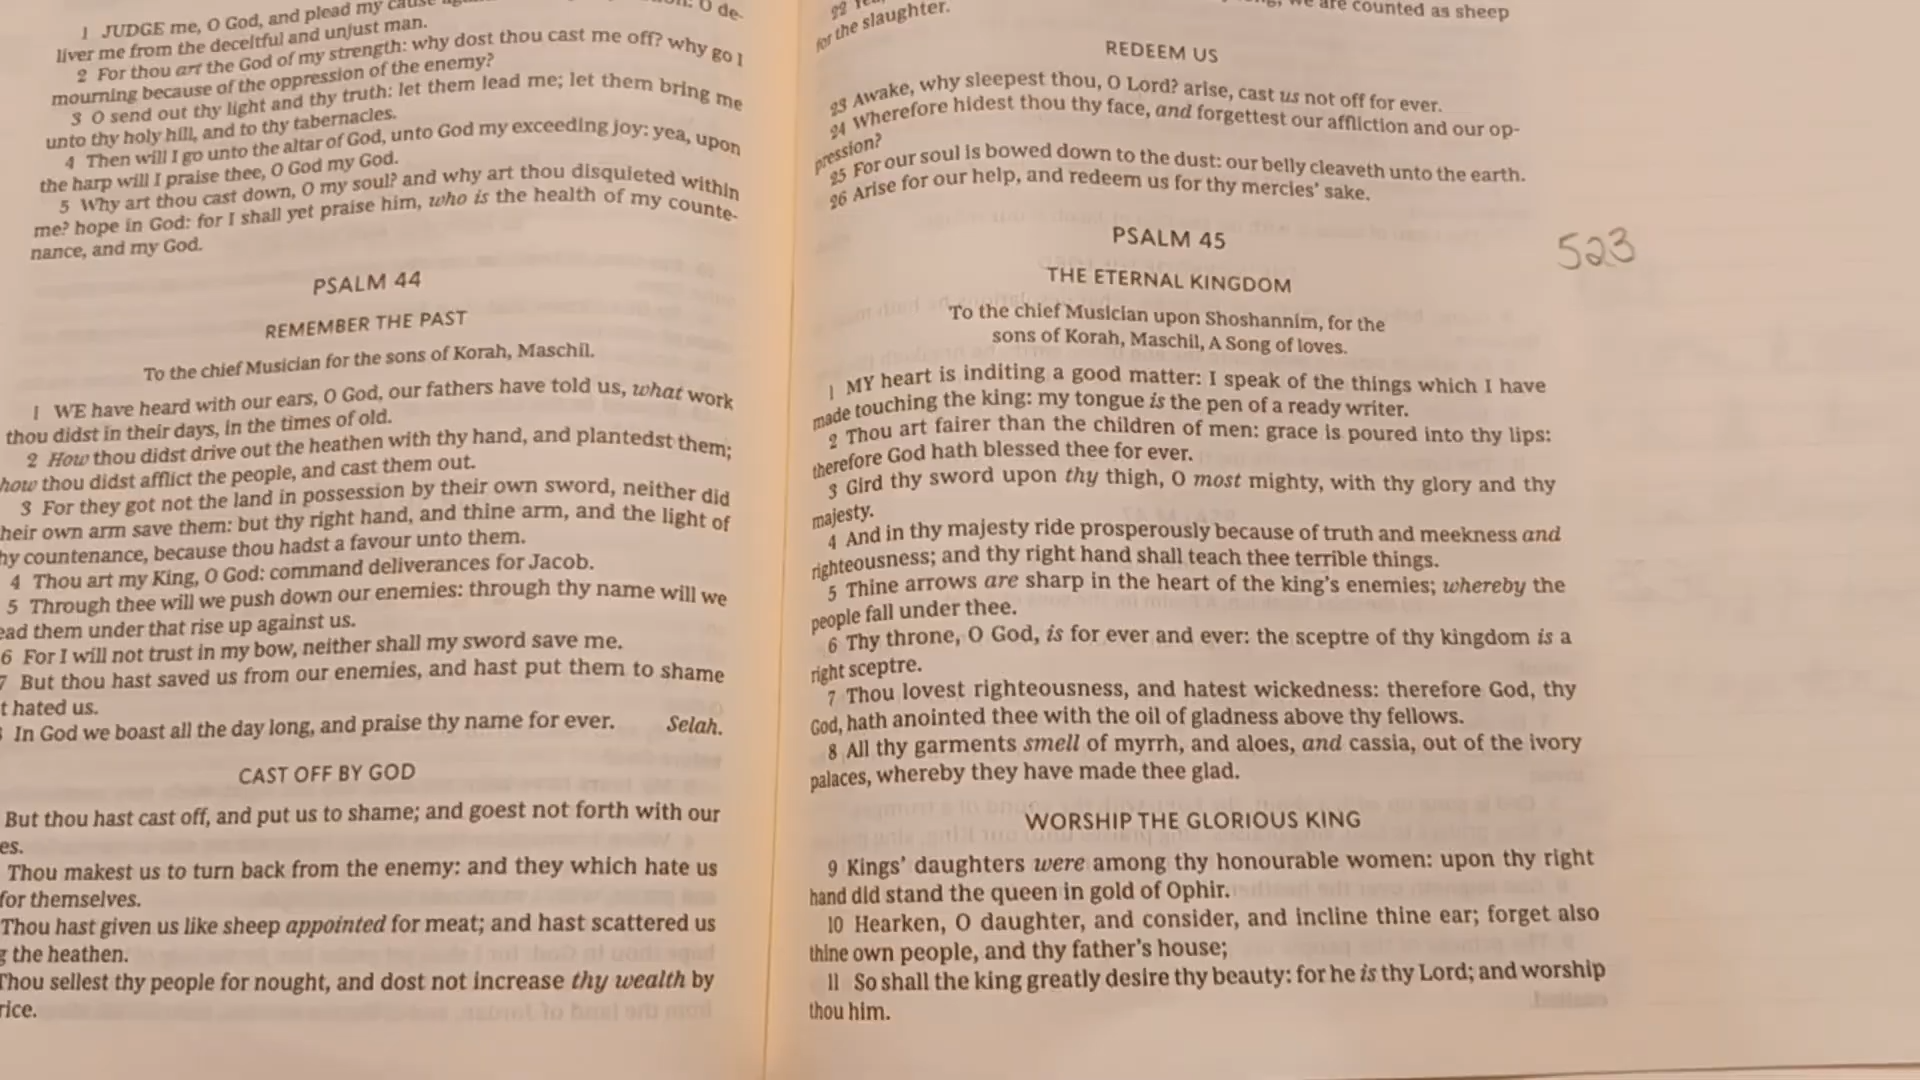 1 JUDGE me, O God, and plead my cause O de-
liver me from the deceitful and unjust man.
2 For thou art the God of my strength: why dost thou cast me off? why go I
mourning because of the oppression of the enemy?
3 O send out thy light and thy truth: let them lead me; let them bring me
unto thy holy hill, and to thy tabernacles.
4 Then will I go unto the altar of God, unto God my exceeding joy: yea, upon
the harp will I praise thee, O God my God.
5 Why art thou cast down, O my soul? and why art thou disquieted within
me? hope in God: for I shall yet praise him, who is the health of my counte-
nance, and my God.
PSALM 44
REMEMBER THE PAST
To the chief Musician for the sons of Korah, Maschil.
1 WE have heard with our ears, O God, our fathers have told us, what work
thou didst in their days, in the times of old.
2 How thou didst drive out the heathen with thy hand, and plantedst them;
how thou didst afflict the people, and cast them out.
3 For they got not the land in possession by their own sword, neither did
heir own arm save them: but thy right hand, and thine arm, and the light of
hy countenance, because thou hadst a favour unto them.
4 Thou art my King, O God: command deliverances for Jacob.
5 Through thee will we push down our enemies: through thy name will we
ead them under that rise up against us.
6 For I will not trust in my bow, neither shall my sword save me.
7 But thou hast saved us from our enemies, and hast put them to shame
t hated us.
In God we boast all the day long, and praise thy name for ever. Selah.
CAST OFF BY GOD
But thou hast cast off, and put us to shame; and goest not forth with our
es.
Thou makest us to turn back from the enemy: and they which hate us
for themselves.
Thou hast given us like sheep appointed for meat; and hast scattered us
g the heathen.
Thou sellest thy people for nought, and dost not increase thy wealth by
rice.
22 Yea, we are counted as sheep
for the slaughter.
REDEEM US
23 Awake, why sleepest thou, O Lord? arise, cast us not off for ever.
24 Wherefore hidest thou thy face, and forgettest our affliction and our op-
pression?
25 For our soul is bowed down to the dust: our belly cleaveth unto the earth.
26 Arise for our help, and redeem us for thy mercies' sake.
PSALM 45
523
THE ETERNAL KINGDOM
To the chief Musician upon Shoshannim, for the
sons of Korah, Maschil, A Song of loves.
1 MY heart is inditing a good matter: I speak of the things which I have
made touching the king: my tongue is the pen of a ready writer.
2 Thou art fairer than the children of men: grace is poured into thy lips:
therefore God hath blessed thee for ever.
3 Gird thy sword upon thy thigh, O most mighty, with thy glory and thy
majesty.
4 And in thy majesty ride prosperously because of truth and meekness and
righteousness; and thy right hand shall teach thee terrible things.
5 Thine arrows are sharp in the heart of the king's enemies; whereby the
people fall under thee.
6 Thy throne, O God, is for ever and ever: the sceptre of thy kingdom is a
right sceptre.
7 Thou lovest righteousness, and hatest wickedness: therefore God, thy
God, hath anointed thee with the oil of gladness above thy fellows.
8 All thy garments smell of myrrh, and aloes, and cassia, out of the ivory
palaces, whereby they have made thee glad.
WORSHIP THE GLORIOUS KING
9 Kings' daughters were among thy honourable women: upon thy right
hand did stand the queen in gold of Ophir.
10 Hearken, O daughter, and consider, and incline thine ear; forget also
thine own people, and thy father's house;
11 So shall the king greatly desire thy beauty: for he is thy Lord; and worship
thou him.